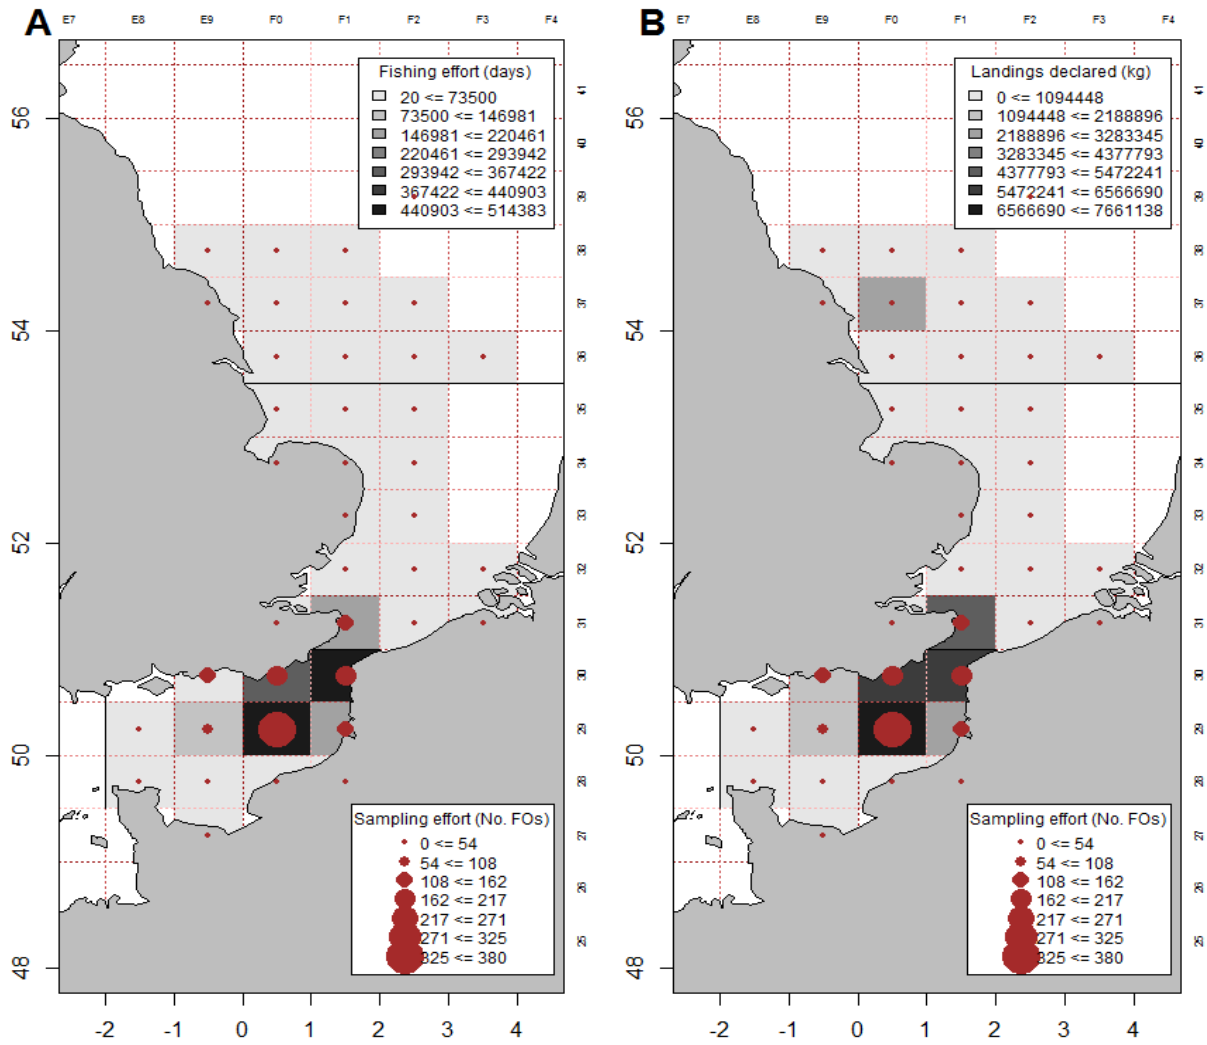 A
E7 E8 E9 F0 F1 F2 F3 F4
Fishing effort (days)
20 <= 73500
73500 <= 146981
146981 <= 220461
220461 <= 293942
293942 <= 367422
367422 <= 440903
440903 <= 514383
56
54
52
50
48
41
40
39
38
37
36
35
34
33
32
31
30
29
28
27
26
25
Sampling effort (No. FOs)
0 <= 54
54 <= 108
108 <= 162
162 <= 217
217 <= 271
271 <= 325
325 <= 380
-2 -1 0 1 2 3 4
B
E7 E8 E9 F0 F1 F2 F3 F4
Landings declared (kg)
0 <= 1094448
1094448 <= 2188896
2188896 <= 3283345
3283345 <= 4377793
4377793 <= 5472241
5472241 <= 6566690
6566690 <= 7661138
56
54
52
50
48
41
40
39
38
37
36
35
34
33
32
31
30
29
28
27
26
25
Sampling effort (No. FOs)
0 <= 54
54 <= 108
108 <= 162
162 <= 217
217 <= 271
271 <= 325
325 <= 380
-2 -1 0 1 2 3 4